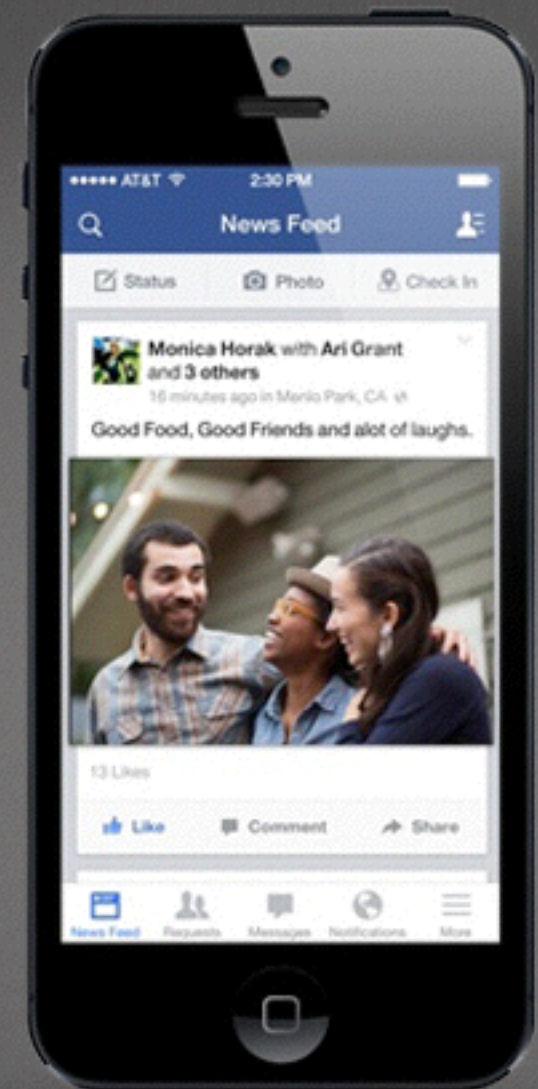 AT&T 2:30 PM
News Feed
Status Photo Check In
Monica Horak with Ari Grant
and 3 others
16 minutes ago in Menlo Park, CA
Good Food, Good Friends and alot of laughs.
13 Likes
Like Comment Share
News Feed Requests Messages Notifications More